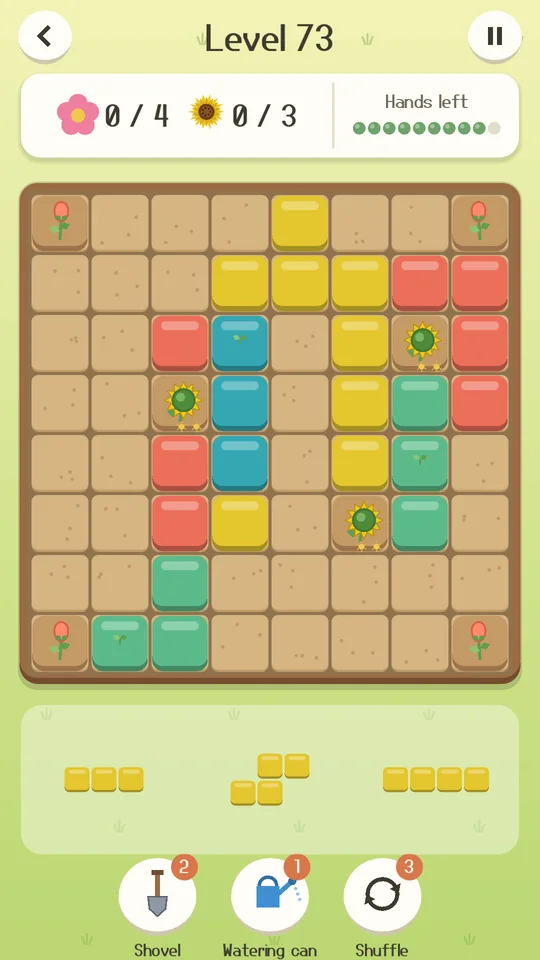 Level 73
0 / 4
0 / 3
Hands left
2
1
3
Shovel
Watering can
Shuffle